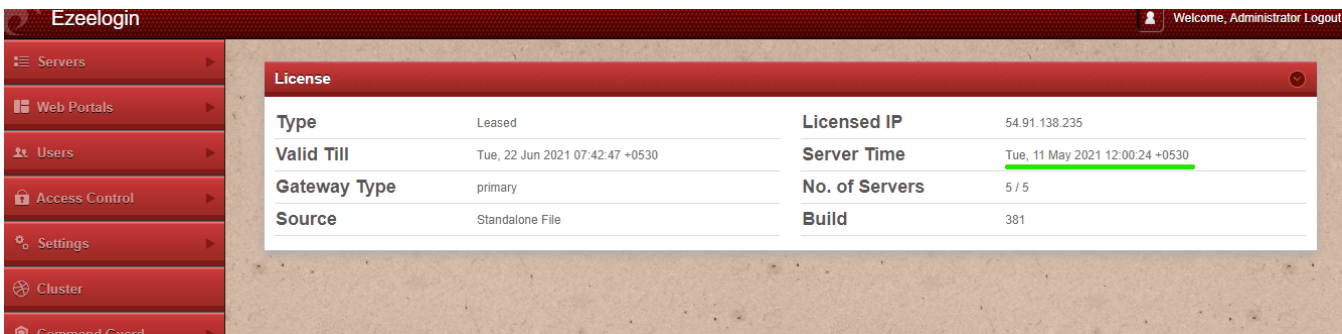 Ezeelogin
Welcome, Administrator Logout
Servers
Web Portals
Users
Access Control
Settings
Cluster
Command Guard
License
Type Leased Licensed IP 54.91.138.235
Valid Till Tue, 22 Jun 2021 07:42:47 +0530 Server Time Tue, 11 May 2021 12:00:24 +0530
Gateway Type primary No. of Servers 5 / 5
Source Standalone File Build 381